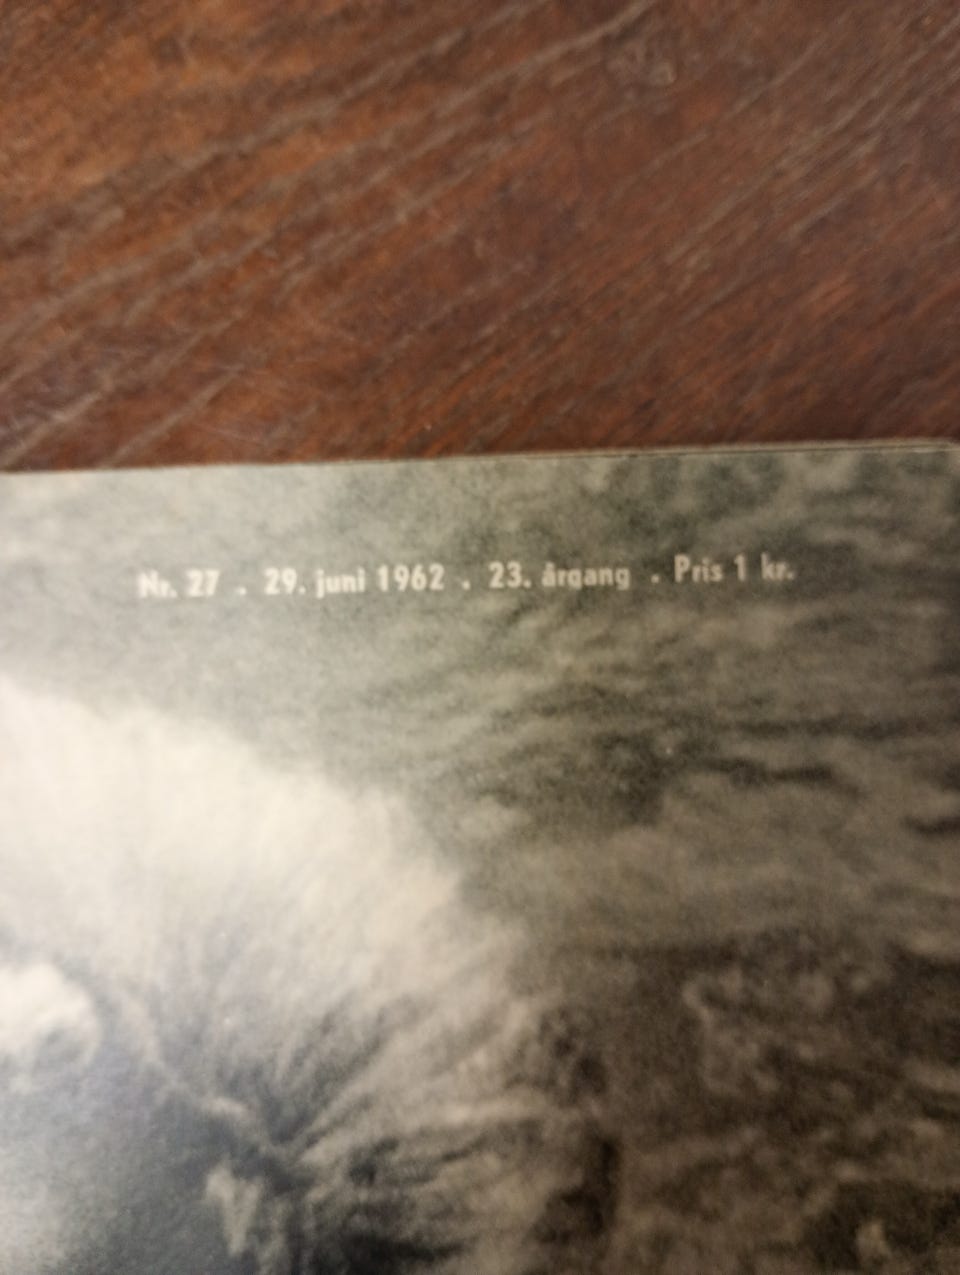 Nr. 27 . 29. juni 1962 . 23. årgang . Pris 1 kr.